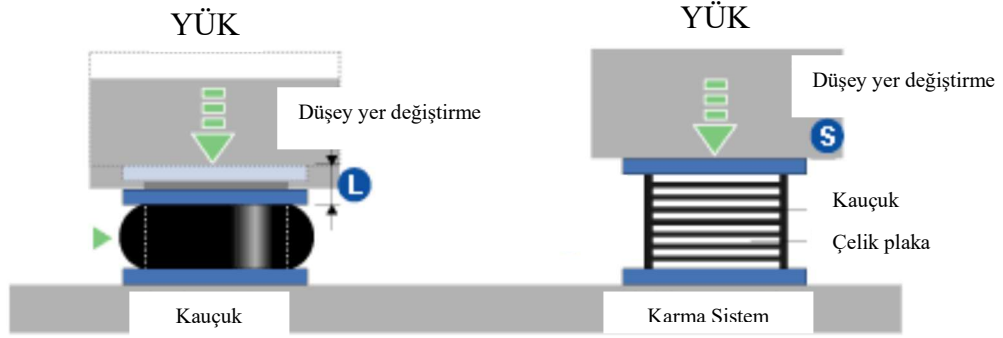 YÜK
Düşey yer değiştirme
L
Kauçuk
YÜK
Düşey yer değiştirme
S
Kauçuk
Çelik plaka
Karma Sistem